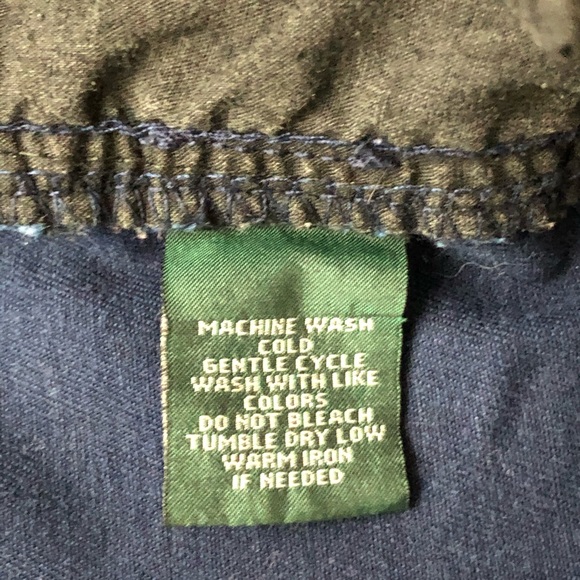 MACHINE WASH
COLD
GENTLE CYCLE
WASH WITH LIKE
COLORS
DO NOT BLEACH
TUMBLE DRY LOW
WARM IRON
IF NEEDED